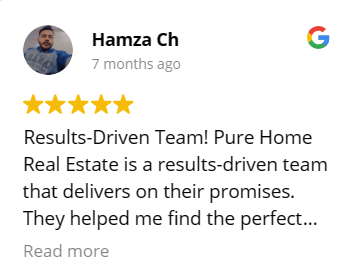 Hamza Ch
7 months ago
Results-Driven Team! Pure Home
Real Estate is a results-driven team
that delivers on their promises.
They helped me find the perfect...
Read more